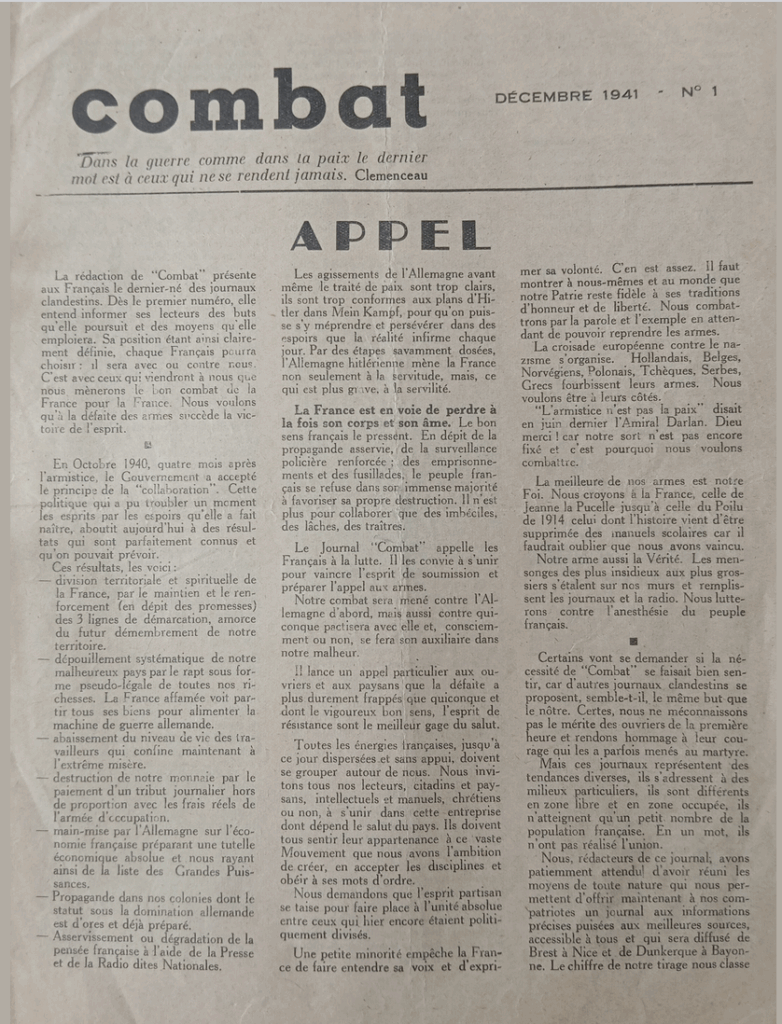 combat
DÉCEMBRE 1941 - N° 1
Dans la guerre comme dans la paix le dernier
mot est à ceux qui ne se rendent jamais. Clemenceau
APPEL
La rédaction de "Combat" présente
aux Français le dernier-né des journaux
clandestins. Dès le premier numéro, elle
entend informer ses lecteurs des buts
qu'elle poursuit et des moyens qu'elle
emploiera. Sa position étant ainsi claire-
ment définie, chaque Français pourra
choisir : il sera avec ou contre nous.
C'est avec ceux qui viendront à nous que
nous mènerons le bon combat de la
France pour la France. Nous voulons
qu'à la défaite des armes succède la vic-
toire de l'esprit.
En Octobre 1940, quatre mois après
l'armistice, le Gouvernement a accepté
le principe de la "collaboration". Cette
politique qui a pu troubler un moment
les esprits par les espoirs qu'elle a fait
naître, aboutit aujourd'hui à des résul-
tats qui sont parfaitement connus et
qu'on pouvait prévoir.
Ces résultats, les voici :
— division territoriale et spirituelle de
la France, par le maintien et le ren-
forcement (en dépit des promesses)
des 3 lignes de démarcation, amorce
du futur démembrement de notre
territoire.
— dépouillement systématique de notre
malheureux pays par le rapt sous for-
me pseudo-légale de toutes nos ri-
chesses. La France affamée voit par-
tir tous ses biens pour alimenter la
machine de guerre allemande.
— abaissement du niveau de vie des tra-
vailleurs qui confine maintenant à
l'extrême misère.
— destruction de notre monnaie par le
paiement d'un tribut journalier hors
de proportion avec les frais réels de
l'armée d'occupation.
— main-mise par l'Allemagne sur l'éco-
nomie française préparant une tutelle
économique absolue et nous rayant
ainsi de la liste des Grandes Puis-
sances.
— Propagande dans nos colonies dont le
statut sous la domination allemande
est d'ores et déjà préparé.
— Asservissement ou dégradation de la
pensée française à l'aide de la Presse
et de la Radio dites Nationales.
Les agissements de l'Allemagne avant
même le traité de paix sont trop clairs,
ils sont trop conformes aux plans d'Hi-
tler dans Mein Kampf, pour qu'on puis-
se s'y méprendre et persévérer dans des
espoirs que la réalité infirme chaque
jour. Par des étapes savamment dosées,
l'Allemagne hitlérienne mène la France
non seulement à la servitude, mais, ce
qui est plus grave, à la servilité.
La France est en voie de perdre à
la fois son corps et son âme. Le bon
sens français le pressent. En dépit de la
propagande asservie, de la surveillance
policière renforcée ; des emprisonne-
ments et des fusillades, le peuple fran-
çais se refuse dans son immense majorité
à favoriser sa propre destruction. Il n'est
plus pour collaborer que des imbéciles,
des lâches, des traîtres.
Le Journal "Combat" appelle les
Français à la lutte. Il les convie à s'unir
pour vaincre l'esprit de soumission et
préparer l'appel aux armes.
Notre combat sera mené contre l'Al-
lemagne d'abord, mais aussi contre qui-
conque pactisera avec elle et, consciem-
ment ou non, se fera son auxiliaire dans
notre malheur.
Il lance un appel particulier aux ou-
vriers et aux paysans que la défaite a
plus durement frappés que quiconque et
dont le vigoureux bon sens, l'esprit de
résistance sont le meilleur gage du salut.
Toutes les énergies françaises, jusqu'à
ce jour dispersées et sans appui, doivent
se grouper autour de nous. Nous invi-
tons tous nos lecteurs, citadins et pay-
sans, intellectuels et manuels, chrétiens
ou non, à s'unir dans cette entreprise
dont dépend le salut du pays. Ils doivent
tous sentir leur appartenance à ce vaste
Mouvement que nous avons l'ambition
de créer, en accepter les disciplines et
obéir à ses mots d'ordre.
Nous demandons que l'esprit partisan
se taise pour faire place à l'unité absolue
entre ceux qui hier encore étaient politi-
quement divisés.
Une petite minorité empêche la Fran-
ce de faire entendre sa voix et d'expri-
mer sa volonté. C'en est assez. Il faut
montrer à nous-mêmes et au monde que
notre Patrie reste fidèle à ses traditions
d'honneur et de liberté. Nous combat-
trons par la parole et l'exemple en atten-
dant de pouvoir reprendre les armes.
La croisade européenne contre le na-
zisme s'organise. Hollandais, Belges,
Norvégiens, Polonais, Tchèques, Serbes,
Grecs fourbissent leurs armes. Nous
voulons être à leurs côtés.
"L'armistice n'est pas la paix" disait
en juin dernier l'Amiral Darlan. Dieu
merci ! car notre sort n'est pas encore
fixé et c'est pourquoi nous voulons
combattre.
La meilleure de nos armes est notre
Foi. Nous croyons à la France, celle de
Jeanne la Pucelle jusqu'à celle du Poilu
de 1914 celui dont l'histoire vient d'être
supprimée des manuels scolaires car il
faudrait oublier que nous avons vaincu.
Notre arme aussi la Vérité. Les men-
songes des plus insidieux aux plus gros-
siers s'étalent sur nos murs et remplis-
sent les journaux et la radio. Nous lutte-
rons contre l'anesthésie du peuple
français.
Certains vont se demander si la né-
cessité de "Combat" se faisait bien sen-
tir, car d'autres journaux clandestins se
proposent, semble-t-il, le même but que
le nôtre. Certes, nous ne méconnaissons
pas le mérite des ouvriers de la première
heure et rendons hommage à leur cou-
rage qui les a parfois menés au martyre.
Mais ces journaux représentent des
tendances diverses, ils s'adressent à des
milieux particuliers, ils sont différents
en zone libre et en zone occupée, ils
n'atteignent qu'un petit nombre de la
population française. En un mot, ils
n'ont pas réalisé l'union.
Nous, rédacteurs de ce journal, avons
patiemment attendu d'avoir réuni les
moyens de toute nature qui nous per-
mettent d'offrir maintenant à nos com-
patriotes un journal aux informations
précises puisées aux meilleures sources,
accessible à tous et qui sera diffusé de
Brest à Nice et de Dunkerque à Bayon-
ne. Le chiffre de notre tirage nous classe